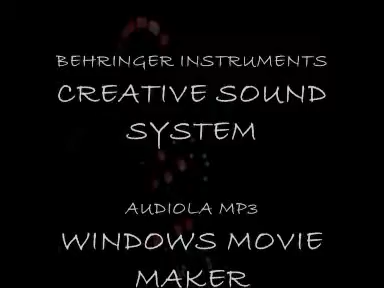 BEHRINGER INSTRUMENTS
CREATIVE SOUND
SYSTEM
AUDIOLA MP3
WINDOWS MOVIE
MAKER